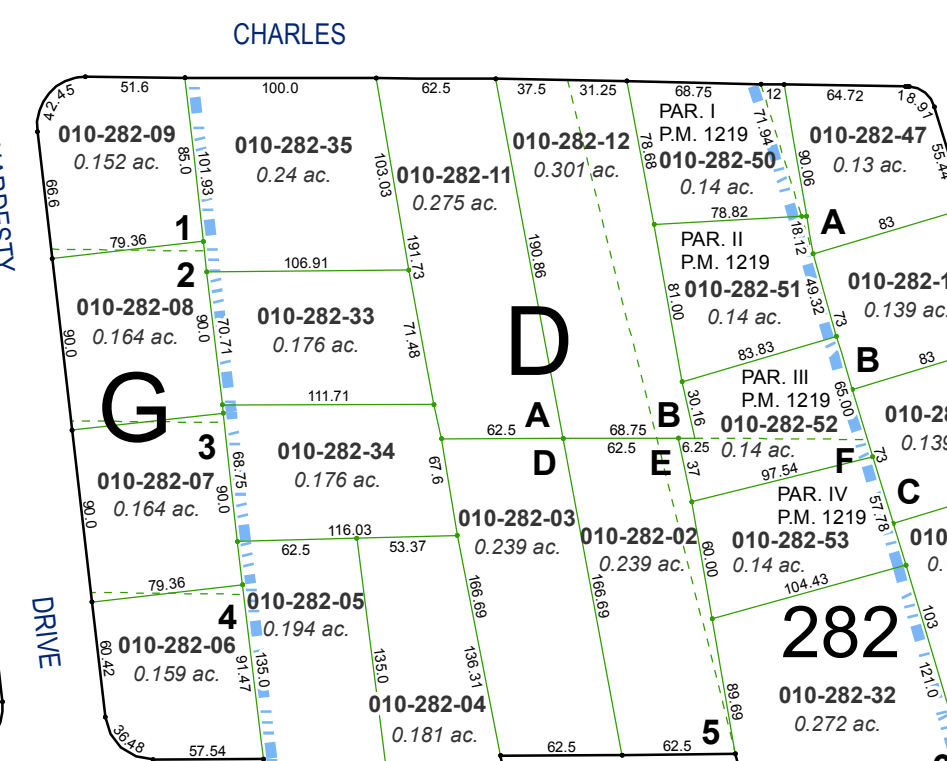 CHARLES
42.45
51.6
100.0
62.5
37.5
31.25
68.75
12
64.72
18.91
010-282-09
0.152 ac.
85.0
101.93
010-282-35
0.24 ac.
103.03
010-282-11
0.275 ac.
010-282-12
0.301 ac.
78.68
PAR. I
P.M. 1219
010-282-50
0.14 ac.
71.94
90.06
010-282-47
0.13 ac.
55.44
66.6
1
79.36
2
106.91
191.73
190.86
78.82
A
18.12
83
PAR. II
P.M. 1219
010-282-51
0.14 ac.
81.00
49.32
73
010-282-1
0.139 ac.
DRIVE
90.0
010-282-08
0.164 ac.
90.0
70.71
010-282-33
0.176 ac.
71.48
D
83.83
B
83
G
111.71
30.16
PAR. III
P.M. 1219
010-282-52
0.14 ac.
65.00
010-28
0.139
62.5
A
68.75
B
3
D
62.5
E
6.25
37
97.54
F
73
010-282-07
0.164 ac.
90.0
90.0
68.75
010-282-34
0.176 ac.
67.6
PAR. IV
P.M. 1219
010-282-53
0.14 ac.
57.78
C
010
0.
116.03
62.5
53.37
010-282-03
0.239 ac.
010-282-02
0.239 ac.
60.00
79.36
4
010-282-05
0.194 ac.
166.69
166.69
104.43
282
103
60.42
010-282-06
0.159 ac.
91.47
135.0
135.0
136.31
010-282-04
0.181 ac.
89.69
010-282-32
0.272 ac.
121.0
36.48
57.54
62.5
62.5
5